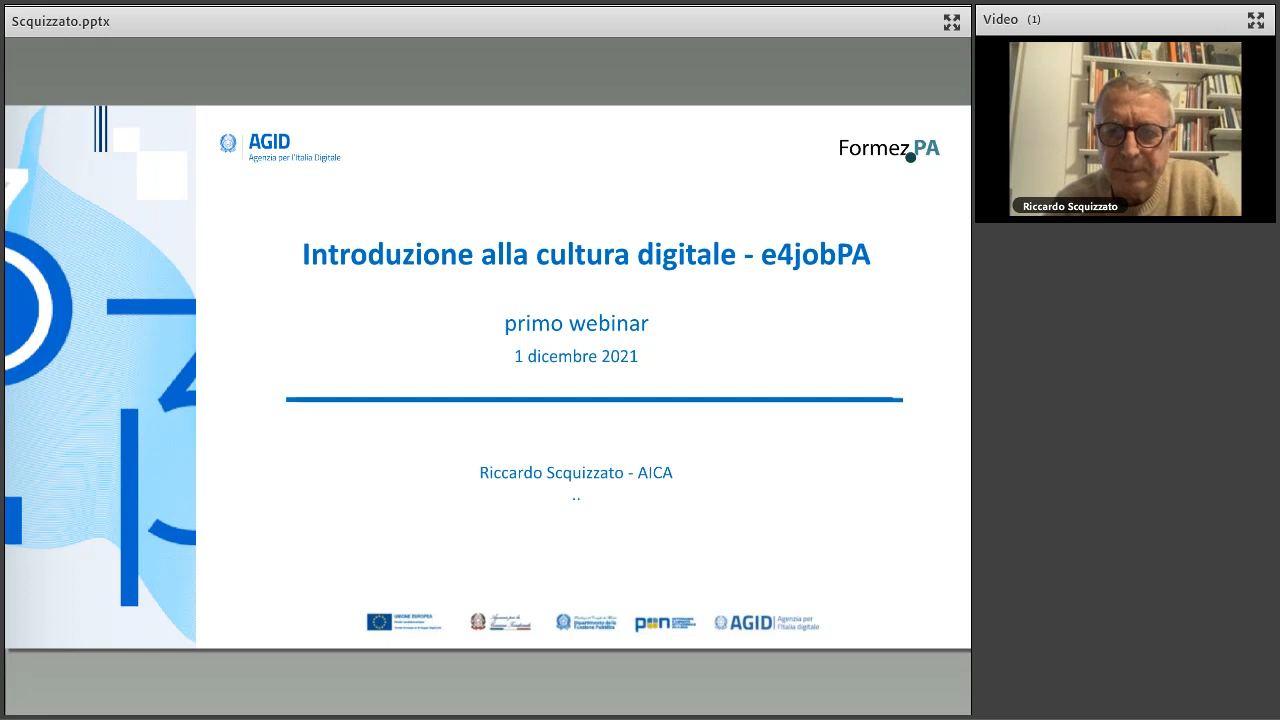 Scquizzato.pptx
Video (1)
Riccardo Scquizzato
AGID
Agenzia per l'Italia Digitale
Formez.PA
Introduzione alla cultura digitale - e4jobPA
primo webinar
1 dicembre 2021
Riccardo Scquizzato - AICA
..
UNIONE EUROPEA
pon
AGID
Agenzia per
l'Italia digitale